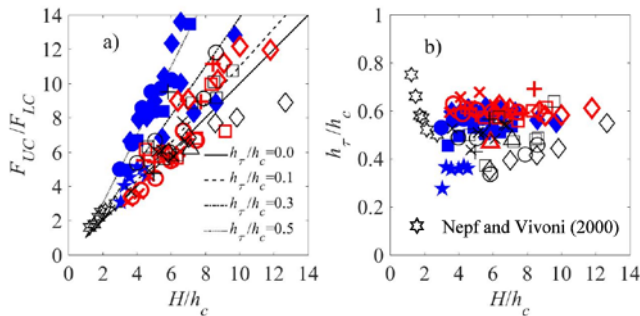 a)
F_UC/F_LC
14
12
10
8
6
4
2
0
0 2 4 6 8 10 12 14
H/h_c
h_τ/h_c=0.0
h_τ/h_c=0.1
h_τ/h_c=0.3
h_τ/h_c=0.5
b)
h_τ/h_c
1
0.8
0.6
0.4
0.2
0
0 2 4 6 8 10 12 14
H/h_c
Nepf and Vivoni (2000)